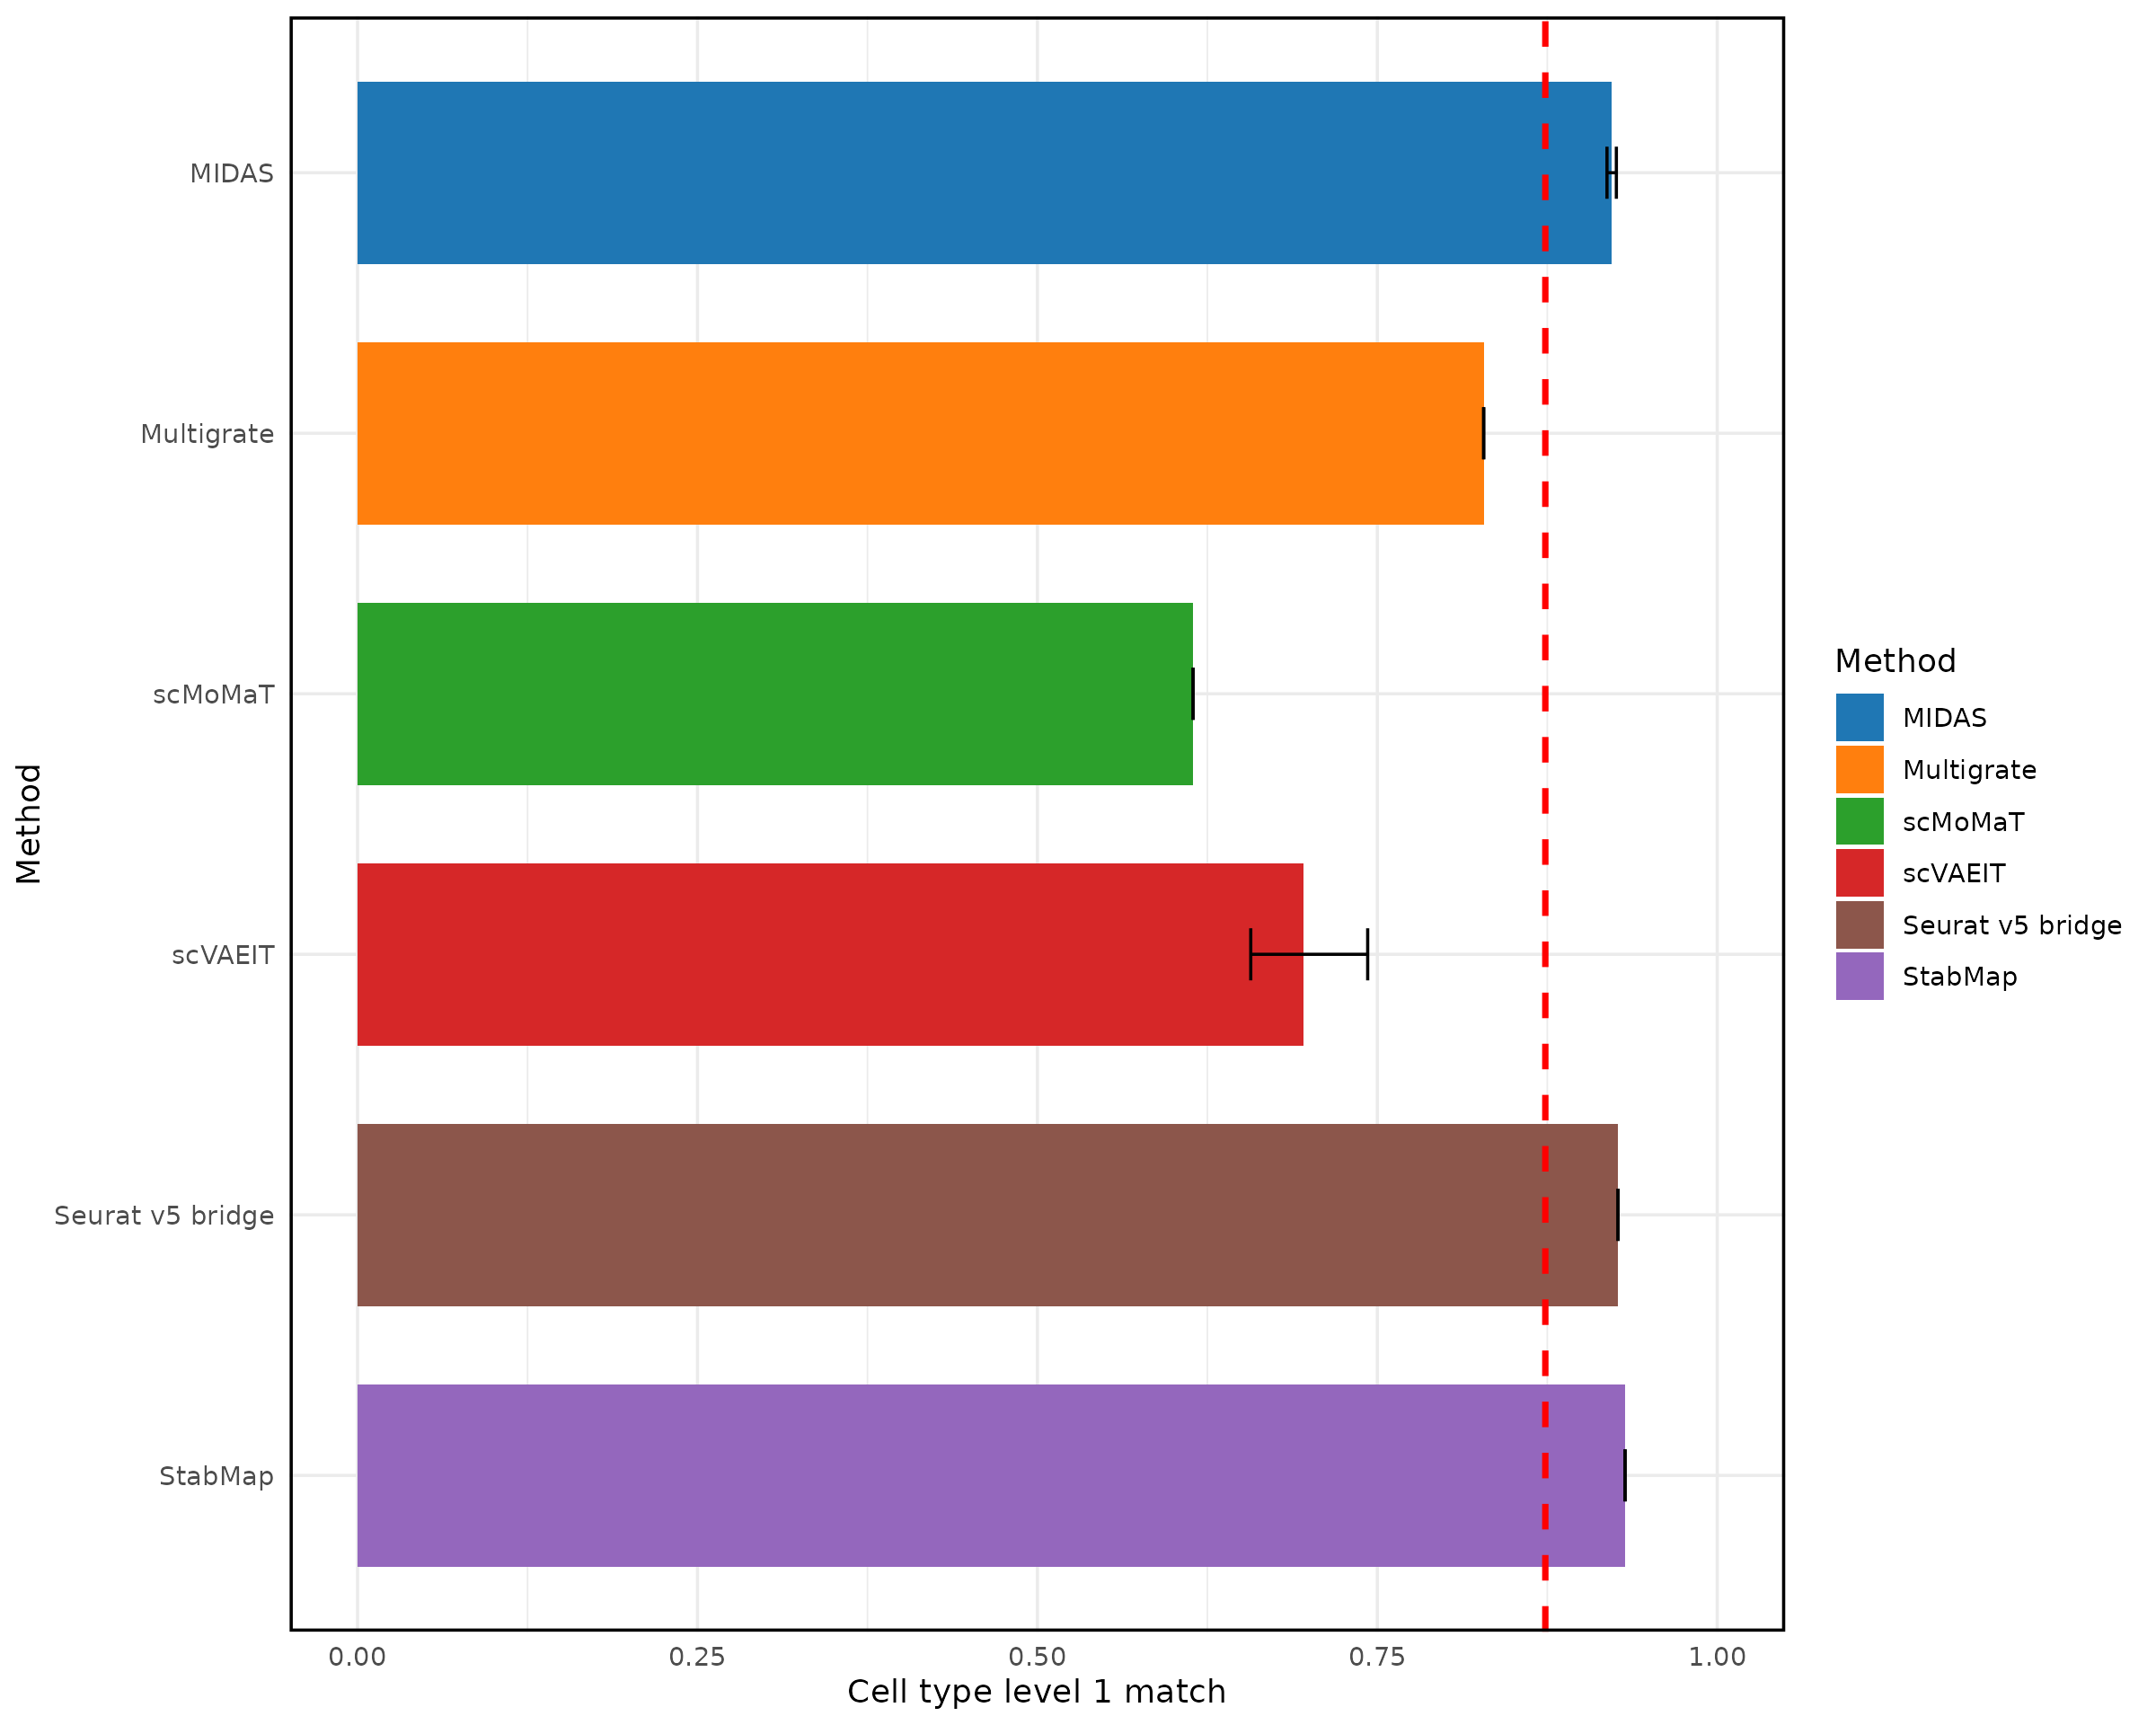 MIDAS
Multigrate
scMoMaT
scVAEIT
Seurat v5 bridge
StabMap
Method
0.00 0.25 0.50 0.75 1.00
Cell type level 1 match
Method
MIDAS
Multigrate
scMoMaT
scVAEIT
Seurat v5 bridge
StabMap